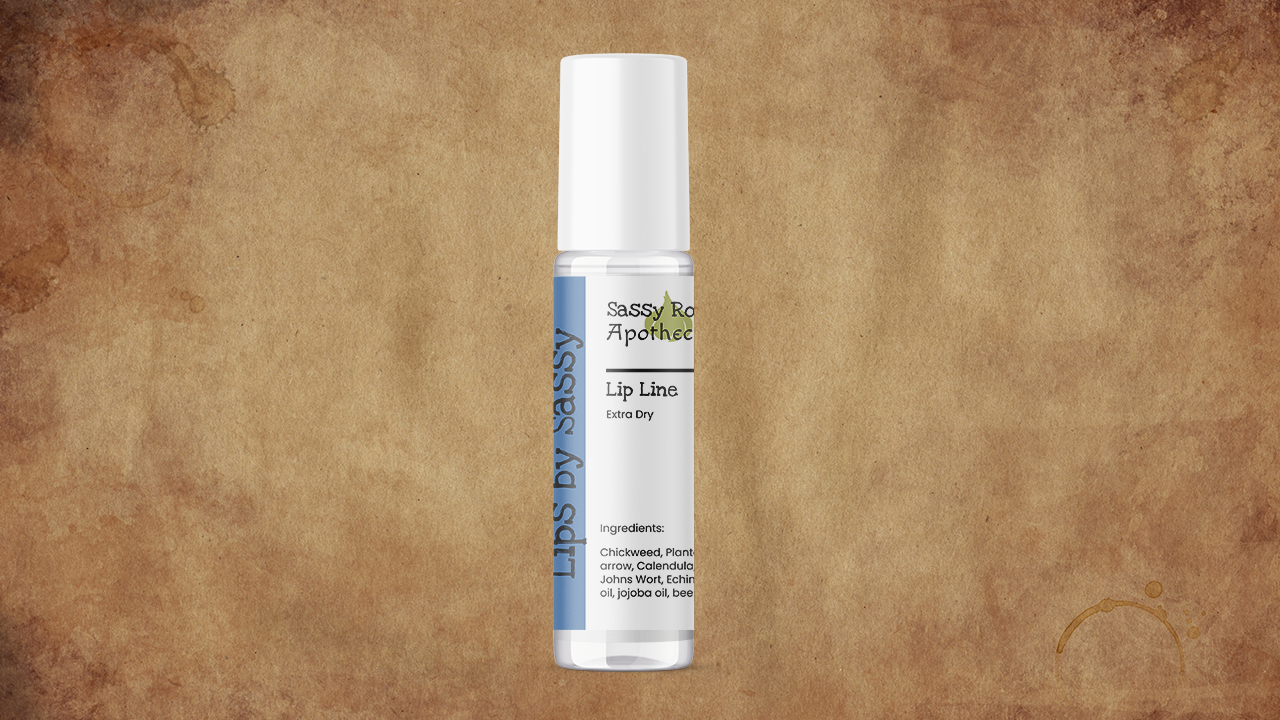 Lips by Sassy
Sassy Ro
Apothec
Lip Line
Extra Dry
Ingredients:
Chickweed, Plant
arrow, Calendula
Johns Wort, Echin
oil, jojoba oil, bee